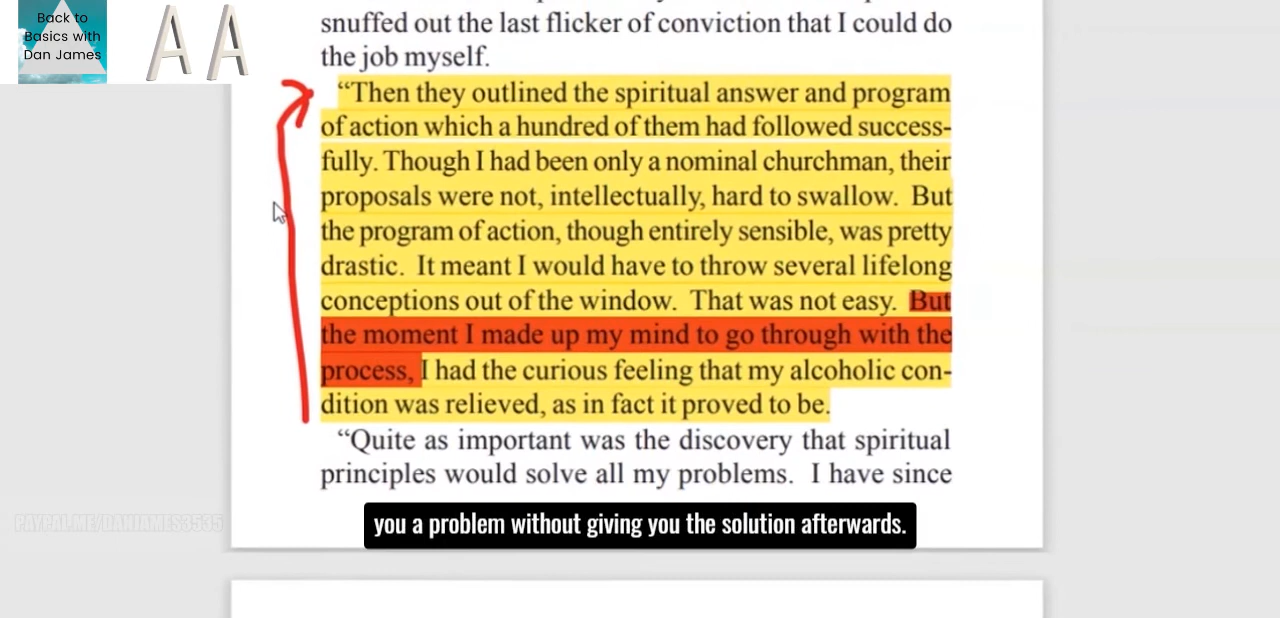 Back to
Basics with
Dan James
A A
snuffed out the last flicker of conviction that I could do
the job myself.
“Then they outlined the spiritual answer and program
of action which a hundred of them had followed success-
fully. Though I had been only a nominal churchman, their
proposals were not, intellectually, hard to swallow. But
the program of action, though entirely sensible, was pretty
drastic. It meant I would have to throw several lifelong
conceptions out of the window. That was not easy. But
the moment I made up my mind to go through with the
process, I had the curious feeling that my alcoholic con-
dition was relieved, as in fact it proved to be.
“Quite as important was the discovery that spiritual
principles would solve all my problems. I have since
you a problem without giving you the solution afterwards.
PAYPAL.ME/DANJAMES3535